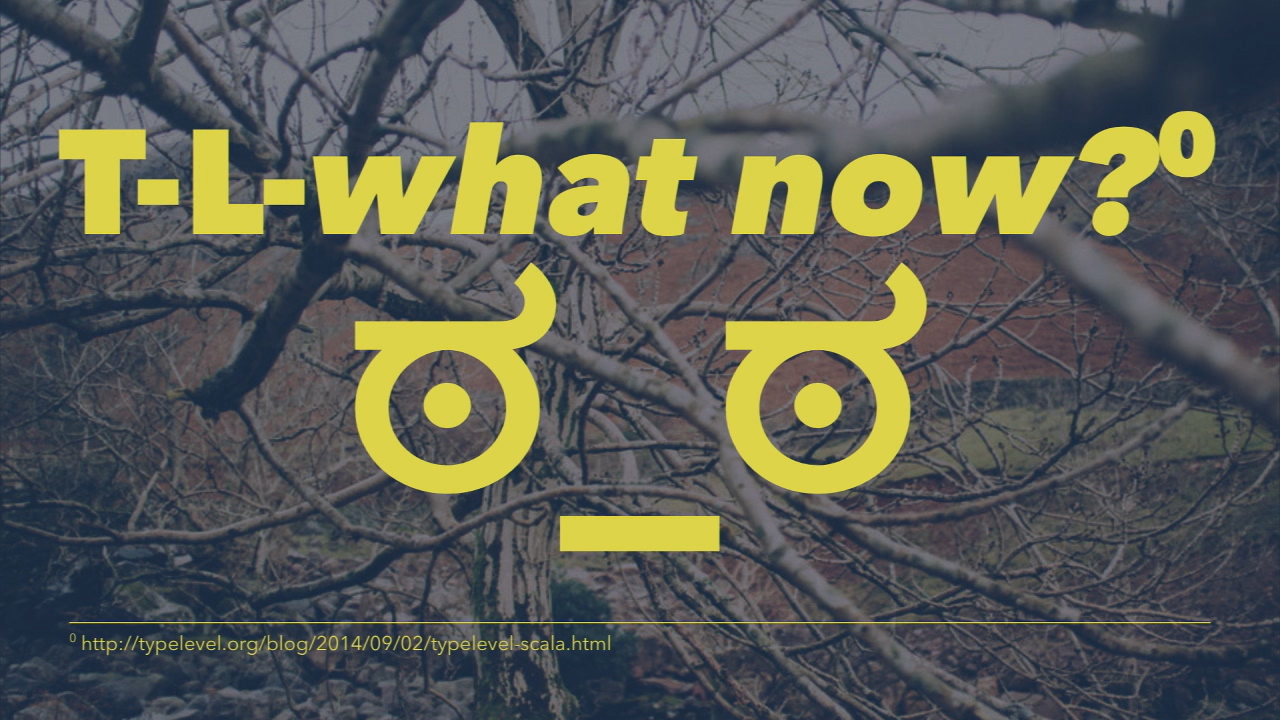 T-L-what now?⁰
ಠ_ಠ
⁰ http://typelevel.org/blog/2014/09/02/typelevel-scala.html